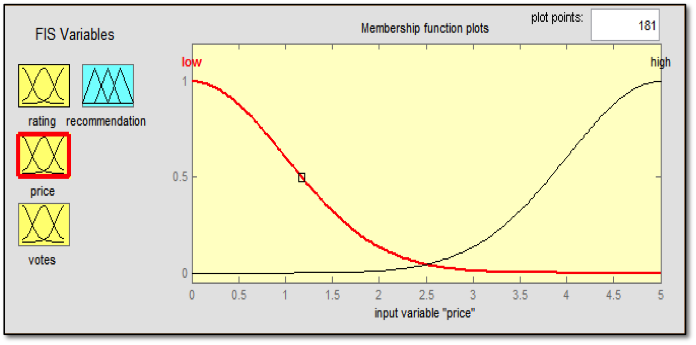 FIS Variables
rating
recommendation
price
votes
Membership function plots
plot points:
181
low
high
1
0.5
0
0 0.5 1 1.5 2 2.5 3 3.5 4 4.5 5
input variable "price"